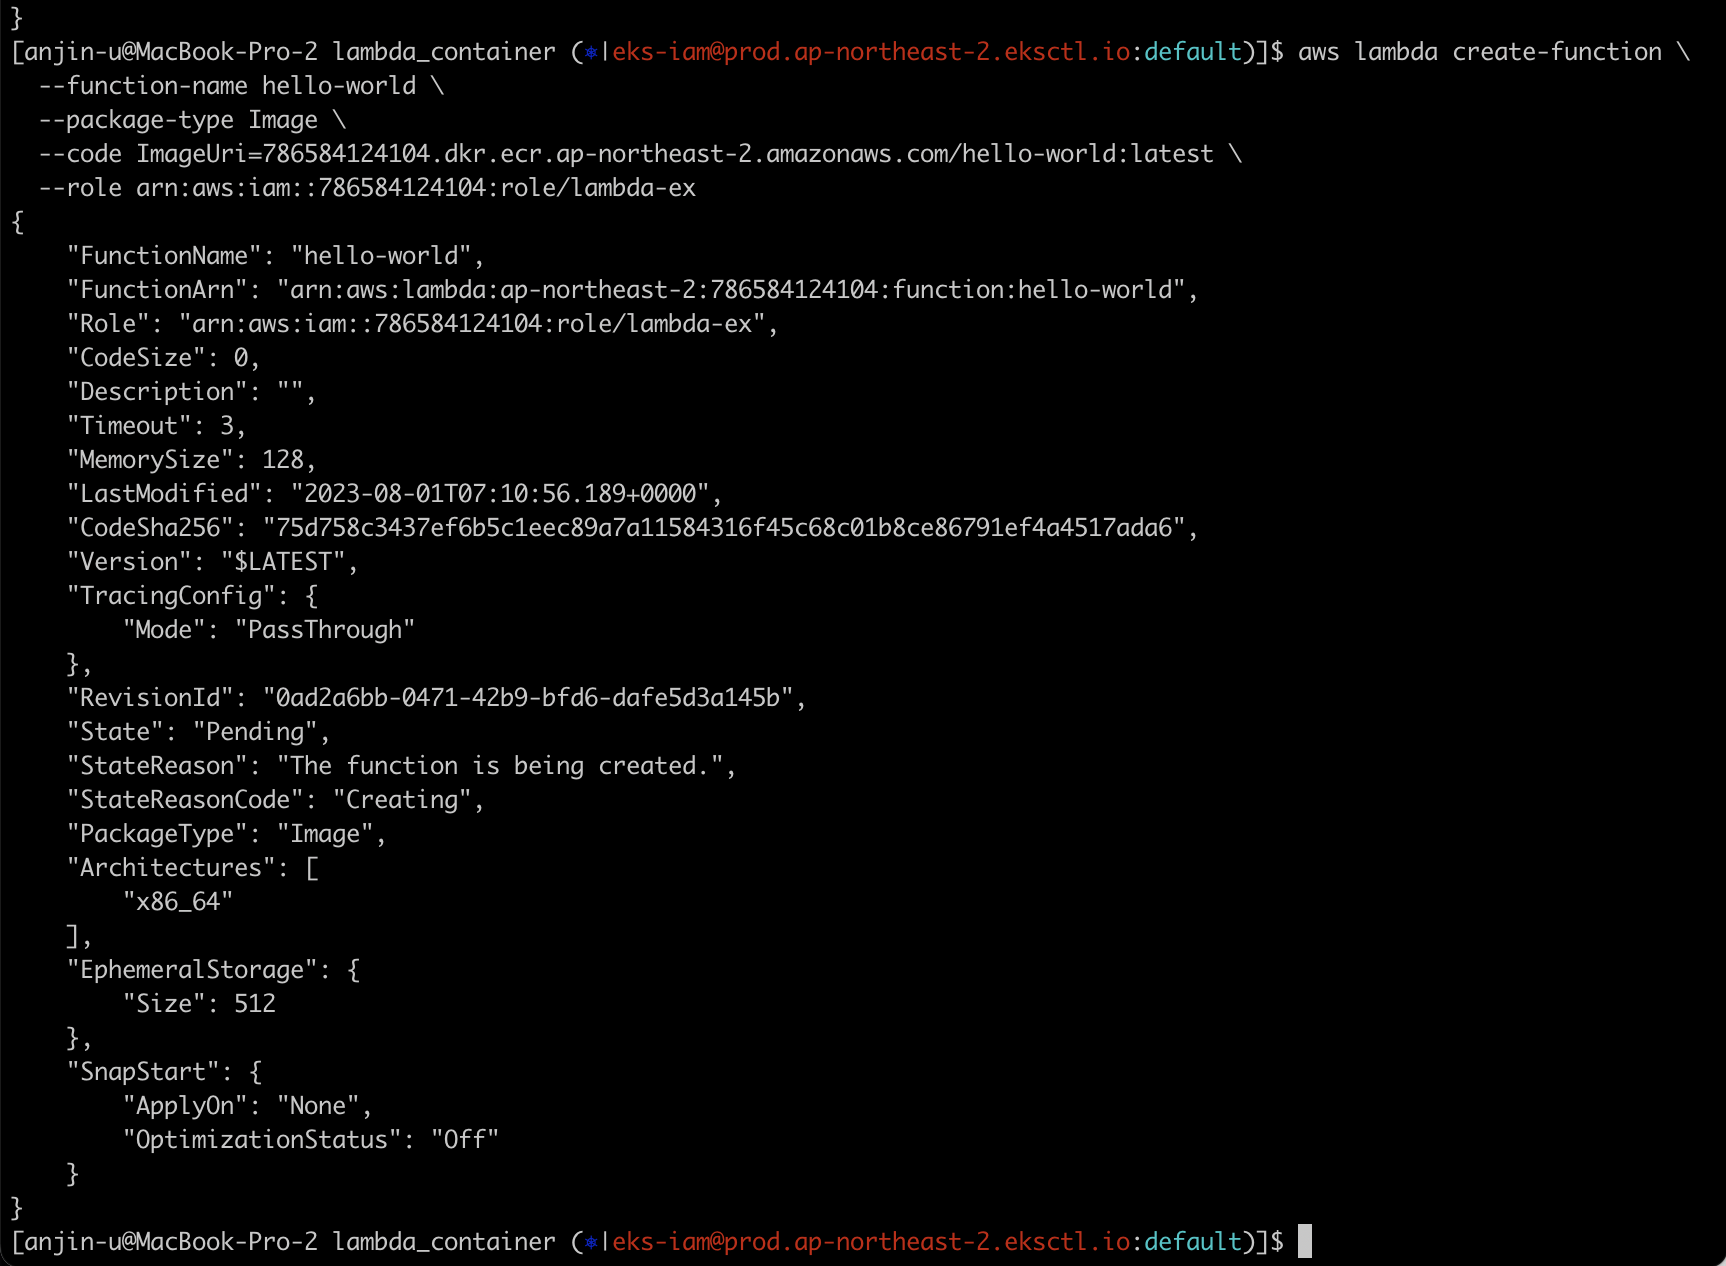 }
[anjin-u@MacBook-Pro-2 lambda_container (⎈|eks-iam@prod.ap-northeast-2.eksctl.io:default)]$ aws lambda create-function \
  --function-name hello-world \
  --package-type Image \
  --code ImageUri=786584124104.dkr.ecr.ap-northeast-2.amazonaws.com/hello-world:latest \
  --role arn:aws:iam::786584124104:role/lambda-ex
{
    "FunctionName": "hello-world",
    "FunctionArn": "arn:aws:lambda:ap-northeast-2:786584124104:function:hello-world",
    "Role": "arn:aws:iam::786584124104:role/lambda-ex",
    "CodeSize": 0,
    "Description": "",
    "Timeout": 3,
    "MemorySize": 128,
    "LastModified": "2023-08-01T07:10:56.189+0000",
    "CodeSha256": "75d758c3437ef6b5c1eec89a7a11584316f45c68c01b8ce86791ef4a4517ada6",
    "Version": "$LATEST",
    "TracingConfig": {
        "Mode": "PassThrough"
    },
    "RevisionId": "0ad2a6bb-0471-42b9-bfd6-dafe5d3a145b",
    "State": "Pending",
    "StateReason": "The function is being created.",
    "StateReasonCode": "Creating",
    "PackageType": "Image",
    "Architectures": [
        "x86_64"
    ],
    "EphemeralStorage": {
        "Size": 512
    },
    "SnapStart": {
        "ApplyOn": "None",
        "OptimizationStatus": "Off"
    }
}
[anjin-u@MacBook-Pro-2 lambda_container (⎈|eks-iam@prod.ap-northeast-2.eksctl.io:default)]$